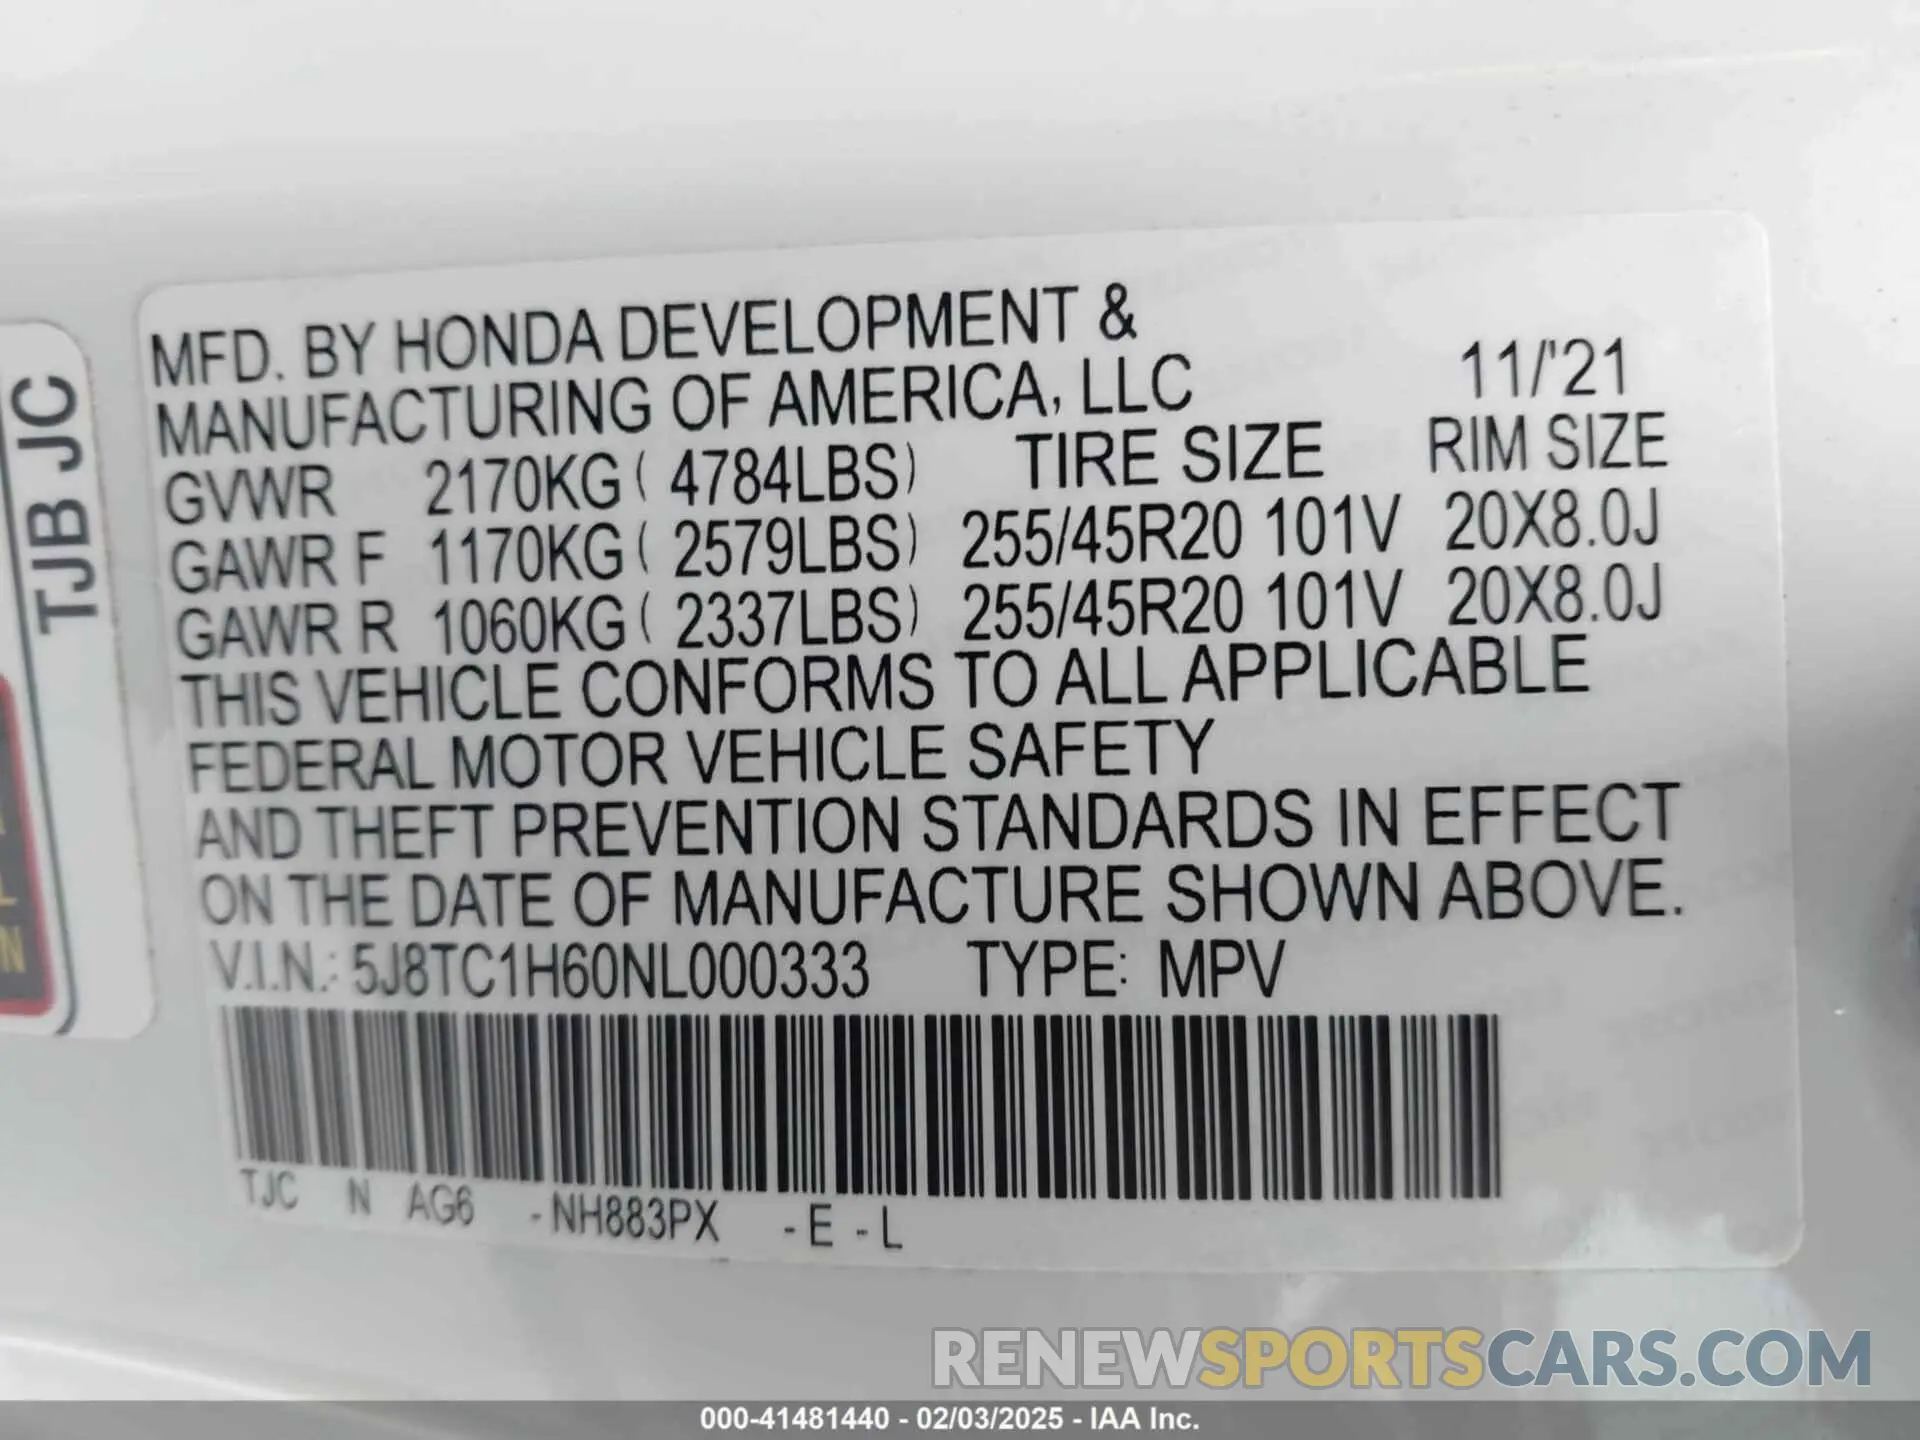 MFD. BY HONDA DEVELOPMENT &
MANUFACTURING OF AMERICA, LLC 11/'21
GVWR 2170KG ( 4784LBS) TIRE SIZE RIM SIZE
GAWR F 1170KG ( 2579LBS) 255/45R20 101V 20X8.0J
GAWR R 1060KG ( 2337LBS) 255/45R20 101V 20X8.0J
THIS VEHICLE CONFORMS TO ALL APPLICABLE
FEDERAL MOTOR VEHICLE SAFETY
AND THEFT PREVENTION STANDARDS IN EFFECT
ON THE DATE OF MANUFACTURE SHOWN ABOVE.
V.I.N.: 5J8TC1H60NL000333 TYPE: MPV
TJC N AG6 -NH883PX -E-L
TJB JC
RENEWSPORTSCARS.COM
000-41481440 - 02/03/2025 - IAA Inc.